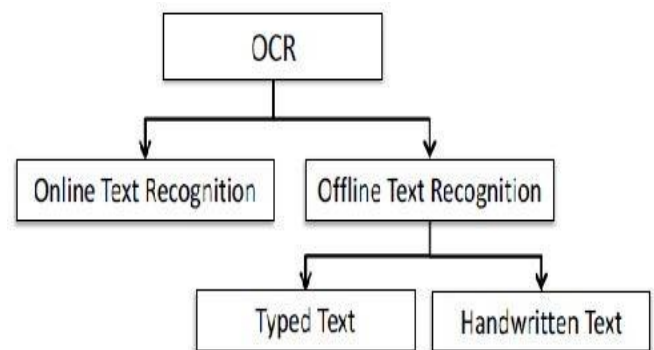 OCR
Online Text Recognition
Offline Text Recognition
Typed Text
Handwritten Text